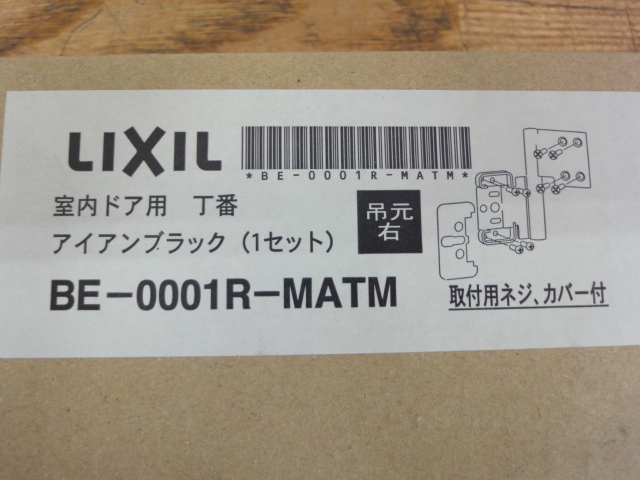 LIXIL
*BE-0001R-MATM*
室内ドア用 丁番
アイアンブラック（1セット）
吊元
右
BE-0001R-MATM
取付用ネジ、カバー付